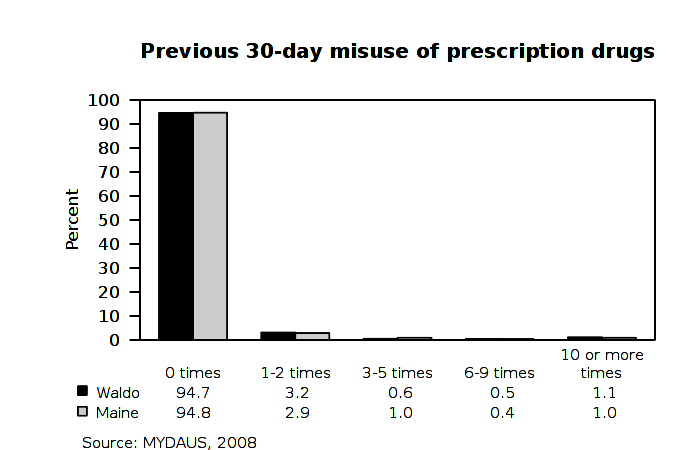 Previous 30-day misuse of prescription drugs
Percent
100
90
80
70
60
50
40
30
20
10
0
0 times 1-2 times 3-5 times 6-9 times 10 or more times
Waldo 94.7 3.2 0.6 0.5 1.1
Maine 94.8 2.9 1.0 0.4 1.0
Source: MYDAUS, 2008